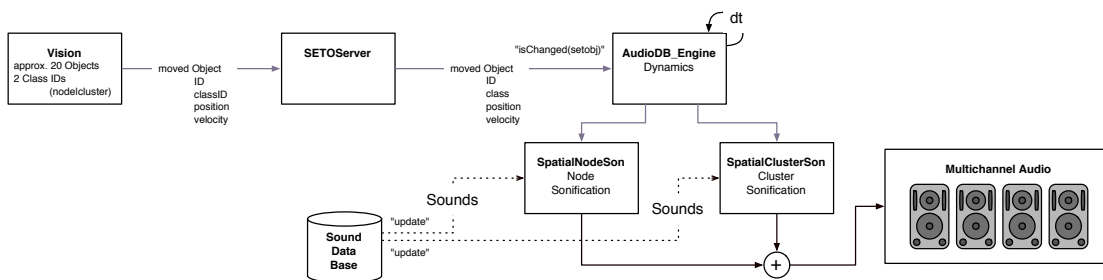 dt
Vision
approx. 20 Objects
2 Class IDs
(node|cluster)
moved Object
ID
classID
position
velocity
SETOServer
moved Object
ID
class
position
velocity
"isChanged(setobj)"
AudioDB_Engine
Dynamics
SpatialNodeSon
Node
Sonification
SpatialClusterSon
Cluster
Sonification
Multichannel Audio
Sounds
Sounds
"update"
"update"
Sound
Data
Base
+